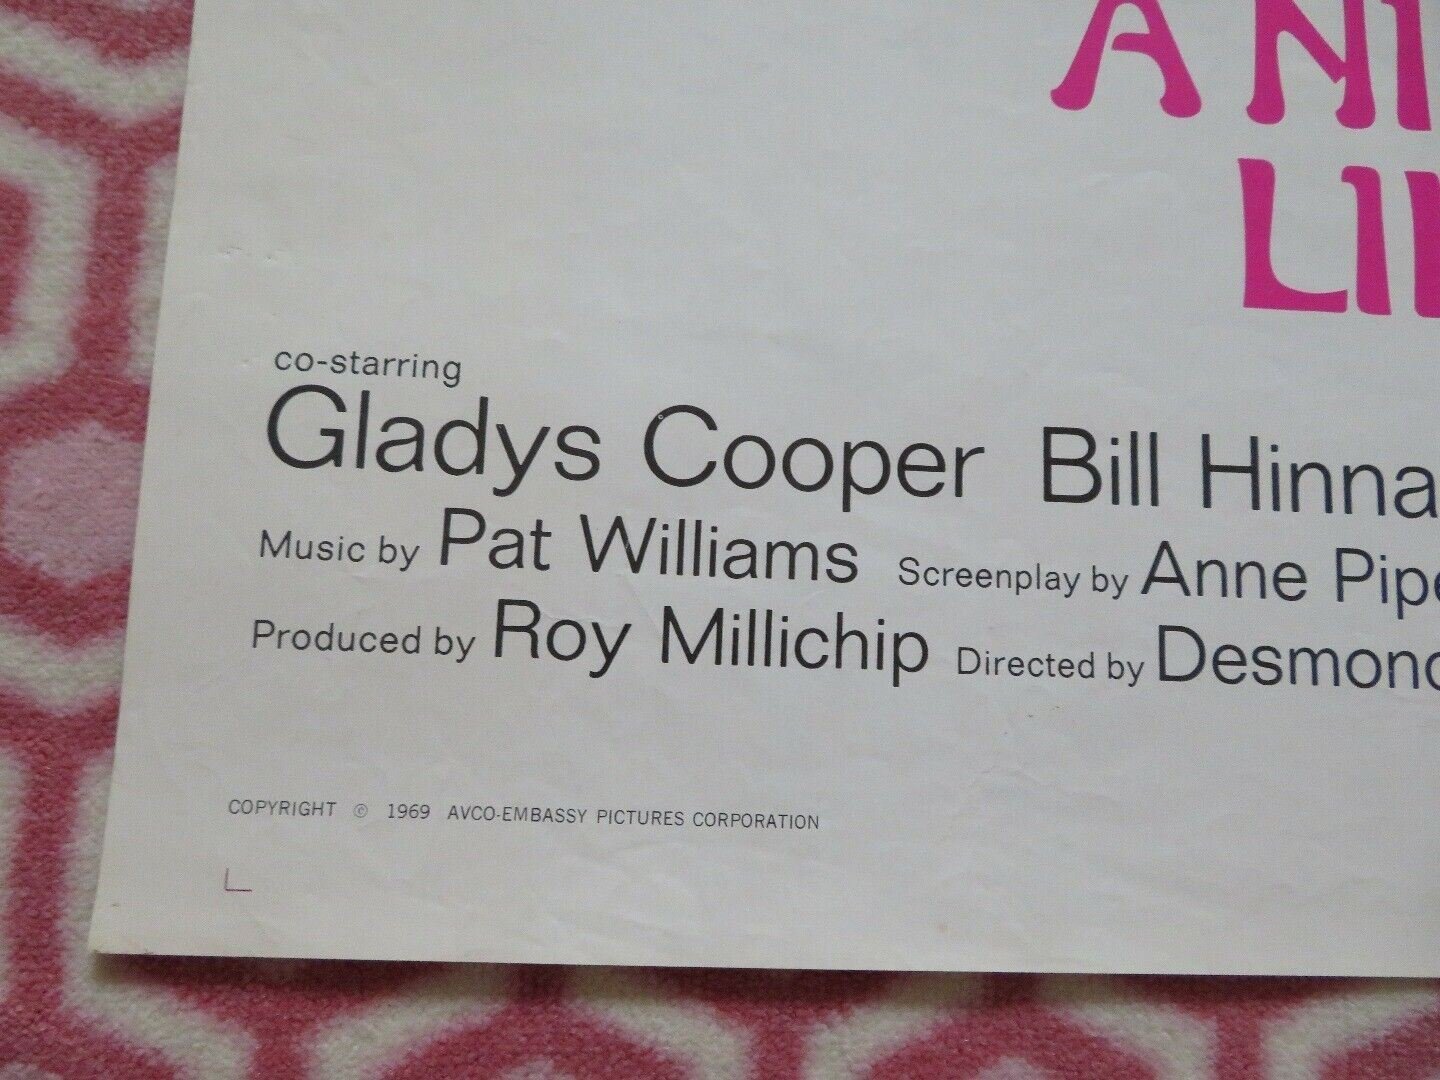 A NI
LI
co-starring
Gladys Cooper Bill Hinna
Music by Pat Williams Screenplay by Anne Pipe
Produced by Roy Millichip Directed by Desmond
COPYRIGHT © 1969 AVCO-EMBASSY PICTURES CORPORATION